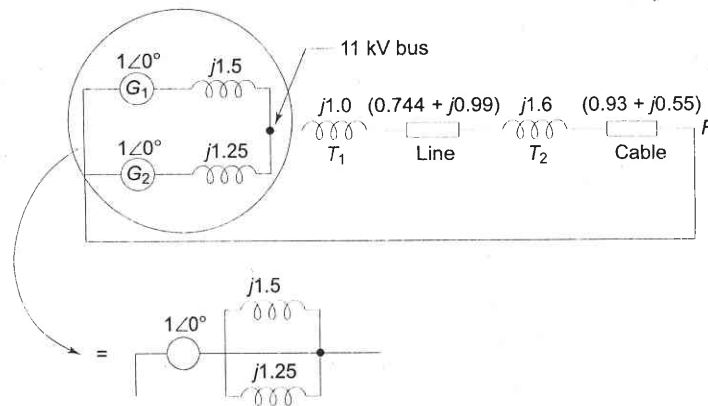 11 kV bus
1∠0°
j1.5
G1
j1.0 (0.744 + j0.99) j1.6 (0.93 + j0.55)
T1 Line T2 Cable
1∠0°
j1.25
G2
j1.5
1∠0°
=
j1.25